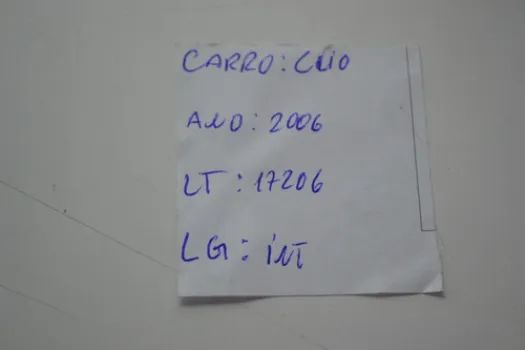 CARRO: CLIO
ANO: 2006
LT: 17206
LG: INT